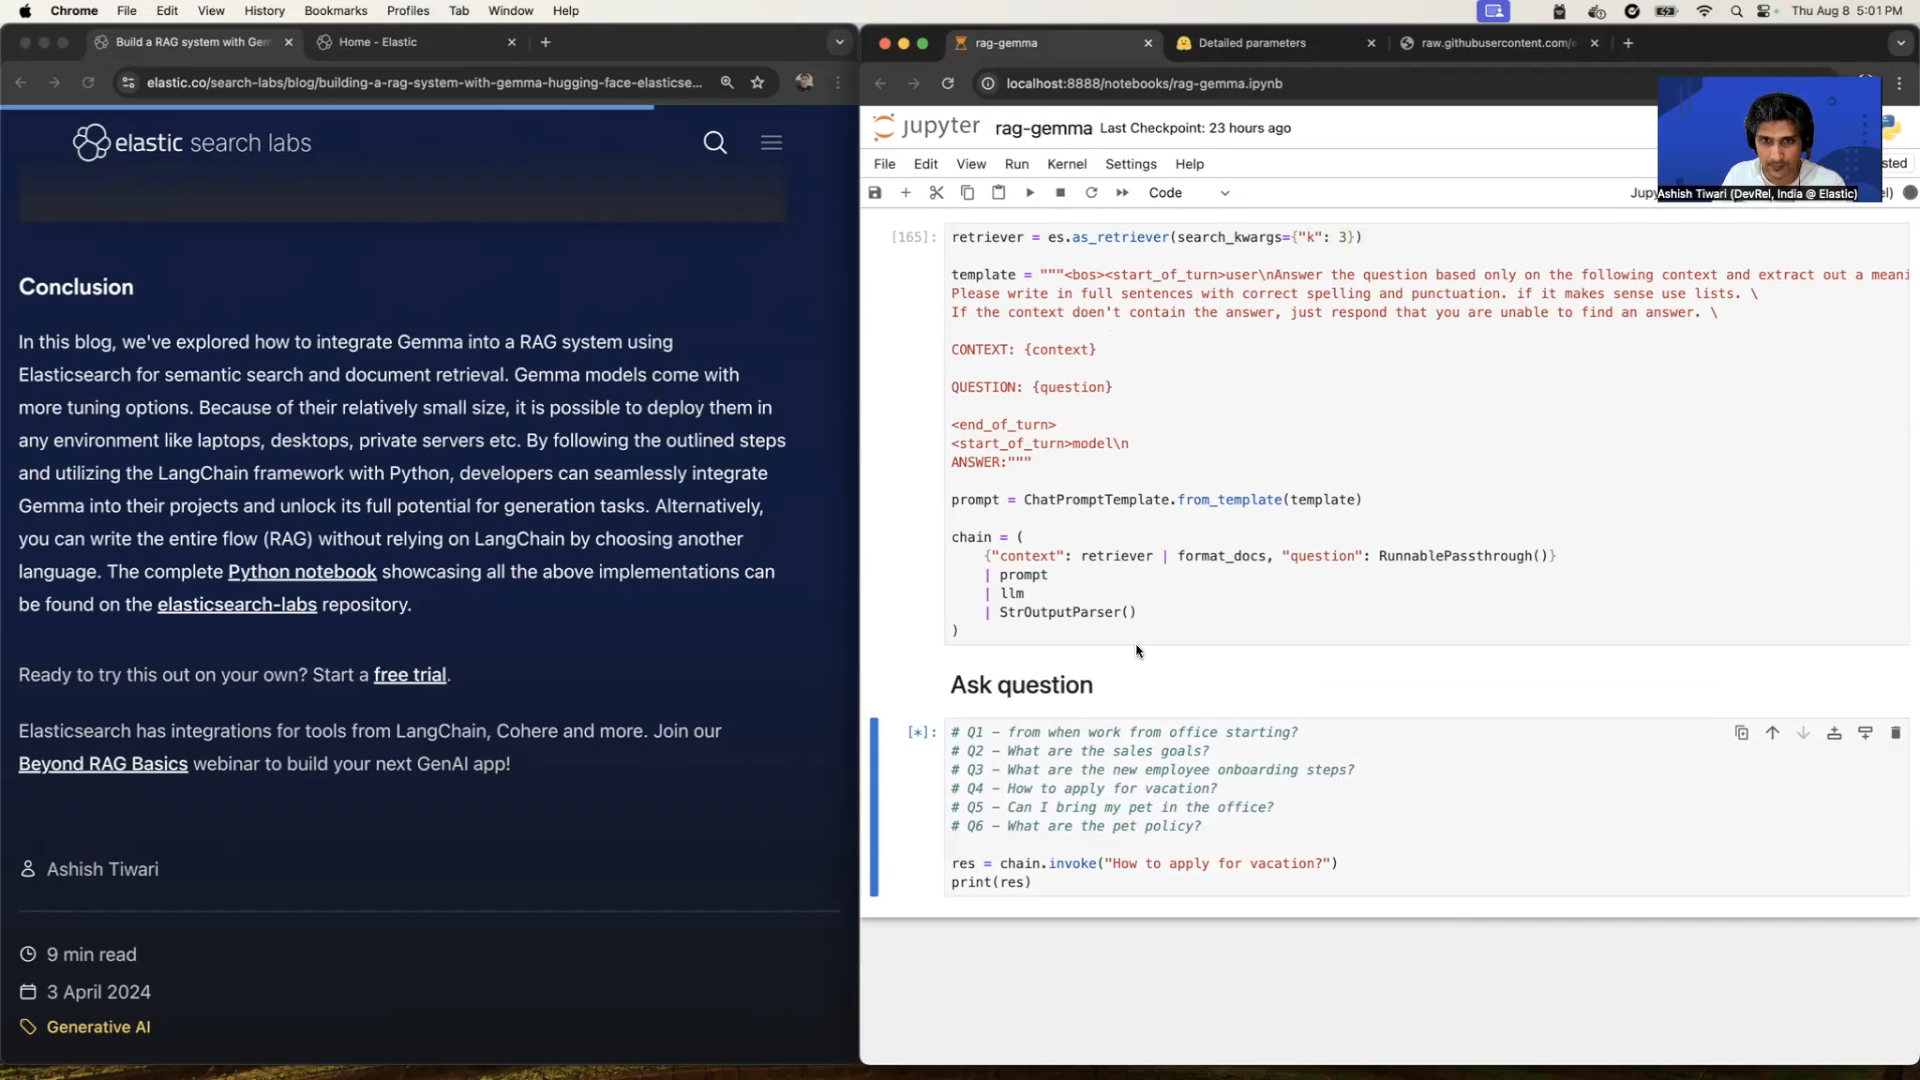 Chrome File Edit View History Bookmarks Profiles Tab Window Help
Thu Aug 8 5:01 PM
Build a RAG system with Gem
Home - Elastic
elastic.co/search-labs/blog/building-a-rag-system-with-gemma-hugging-face-elasticse...
elastic search labs
Conclusion
In this blog, we've explored how to integrate Gemma into a RAG system using
Elasticsearch for semantic search and document retrieval. Gemma models come with
more tuning options. Because of their relatively small size, it is possible to deploy them in
any environment like laptops, desktops, private servers etc. By following the outlined steps
and utilizing the LangChain framework with Python, developers can seamlessly integrate
Gemma into their projects and unlock its full potential for generation tasks. Alternatively,
you can write the entire flow (RAG) without relying on LangChain by choosing another
language. The complete Python notebook showcasing all the above implementations can
be found on the elasticsearch-labs repository.
Ready to try this out on your own? Start a free trial.
Elasticsearch has integrations for tools from LangChain, Cohere and more. Join our
Beyond RAG Basics webinar to build your next GenAI app!
Ashish Tiwari
9 min read
3 April 2024
Generative AI
rag-gemma
Detailed parameters
raw.githubusercontent.com/e
localhost:8888/notebooks/rag-gemma.ipynb
jupyter rag-gemma Last Checkpoint: 23 hours ago
File Edit View Run Kernel Settings Help
sted
Code
Jupy
Ashish Tiwari (DevRel, India @ Elastic)
[165]: retriever = es.as_retriever(search_kwargs={"k": 3})
template = """<bos><start_of_turn>user\nAnswer the question based only on the following context and extract out a meani
Please write in full sentences with correct spelling and punctuation. if it makes sense use lists. \
If the context doen't contain the answer, just respond that you are unable to find an answer. \
CONTEXT: {context}
QUESTION: {question}
<end_of_turn>
<start_of_turn>model\n
ANSWER:"""
prompt = ChatPromptTemplate.from_template(template)
chain = (
{"context": retriever | format_docs, "question": RunnablePassthrough()}
| prompt
| llm
| StrOutputParser()
)
Ask question
[*]: # Q1 - from when work from office starting?
# Q2 - What are the sales goals?
# Q3 - What are the new employee onboarding steps?
# Q4 - How to apply for vacation?
# Q5 - Can I bring my pet in the office?
# Q6 - What are the pet policy?
res = chain.invoke("How to apply for vacation?")
print(res)